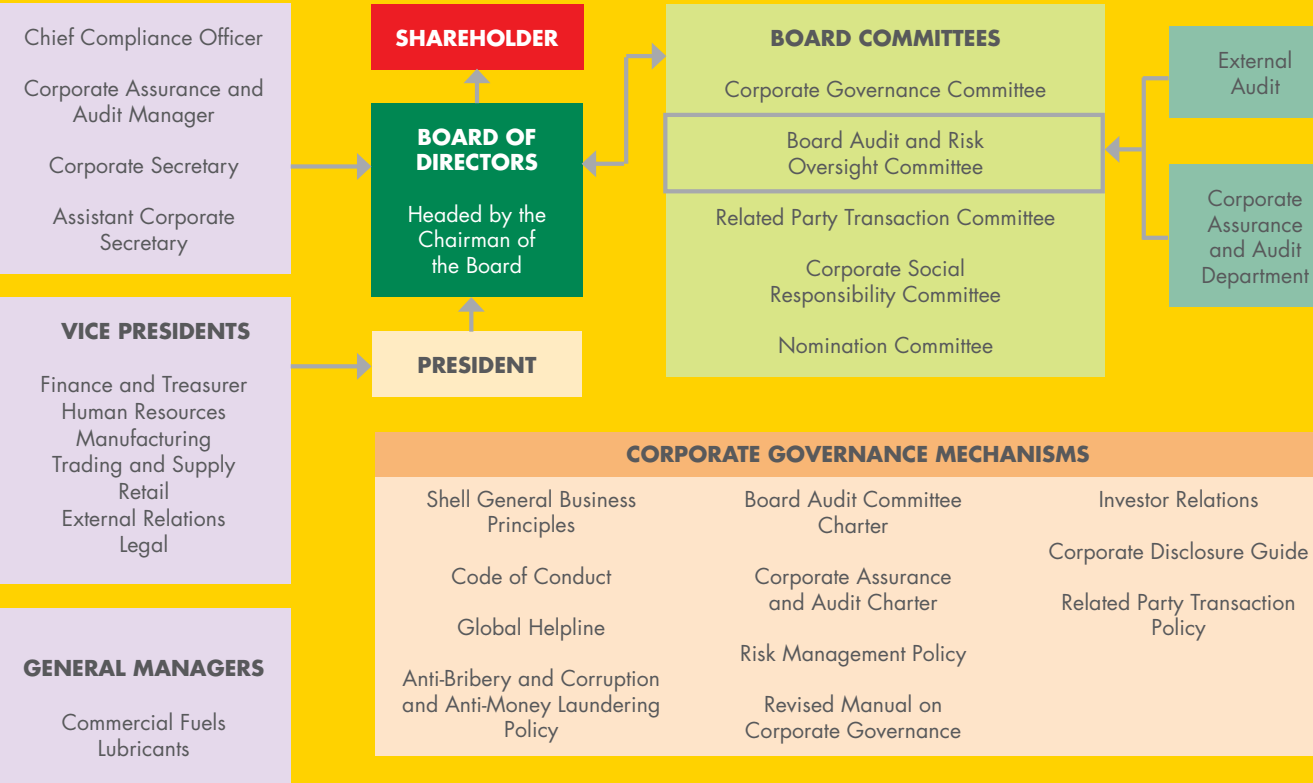 Chief Compliance Officer
Corporate Assurance and
Audit Manager
Corporate Secretary
Assistant Corporate
Secretary
VICE PRESIDENTS
Finance and Treasurer
Human Resources
Manufacturing
Trading and Supply
Retail
External Relations
Legal
GENERAL MANAGERS
Commercial Fuels
Lubricants
SHAREHOLDER
BOARD OF
DIRECTORS
Headed by the
Chairman of
the Board
PRESIDENT
BOARD COMMITTEES
Corporate Governance Committee
Board Audit and Risk
Oversight Committee
Related Party Transaction Committee
Corporate Social
Responsibility Committee
Nomination Committee
External
Audit
Corporate
Assurance
and Audit
Department
CORPORATE GOVERNANCE MECHANISMS
Shell General Business
Principles
Code of Conduct
Global Helpline
Anti-Bribery and Corruption
and Anti-Money Laundering
Policy
Board Audit Committee
Charter
Corporate Assurance
and Audit Charter
Risk Management Policy
Revised Manual on
Corporate Governance
Investor Relations
Corporate Disclosure Guide
Related Party Transaction
Policy